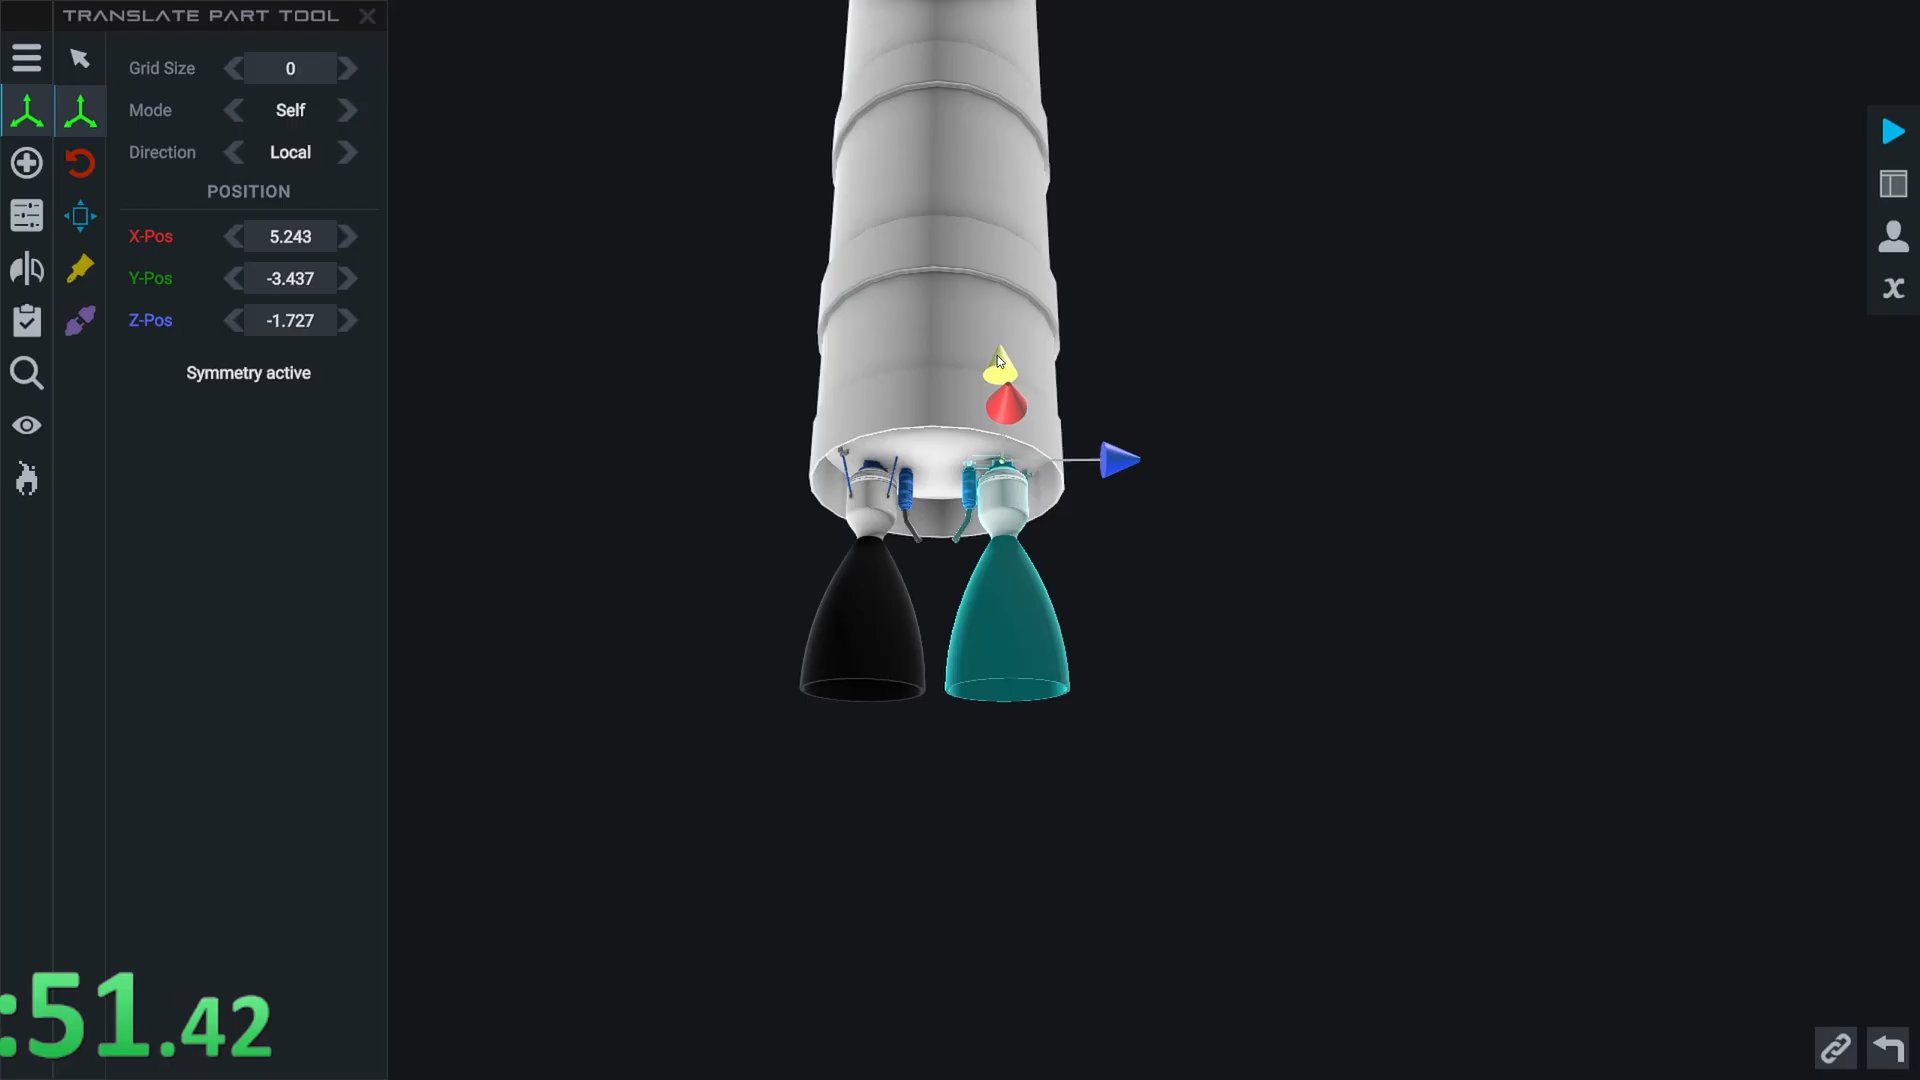 TRANSLATE PART TOOL
Grid Size 0
Mode Self
Direction Local
POSITION
X-Pos 5.243
Y-Pos -3.437
Z-Pos -1.727
Symmetry active
x
:51.42